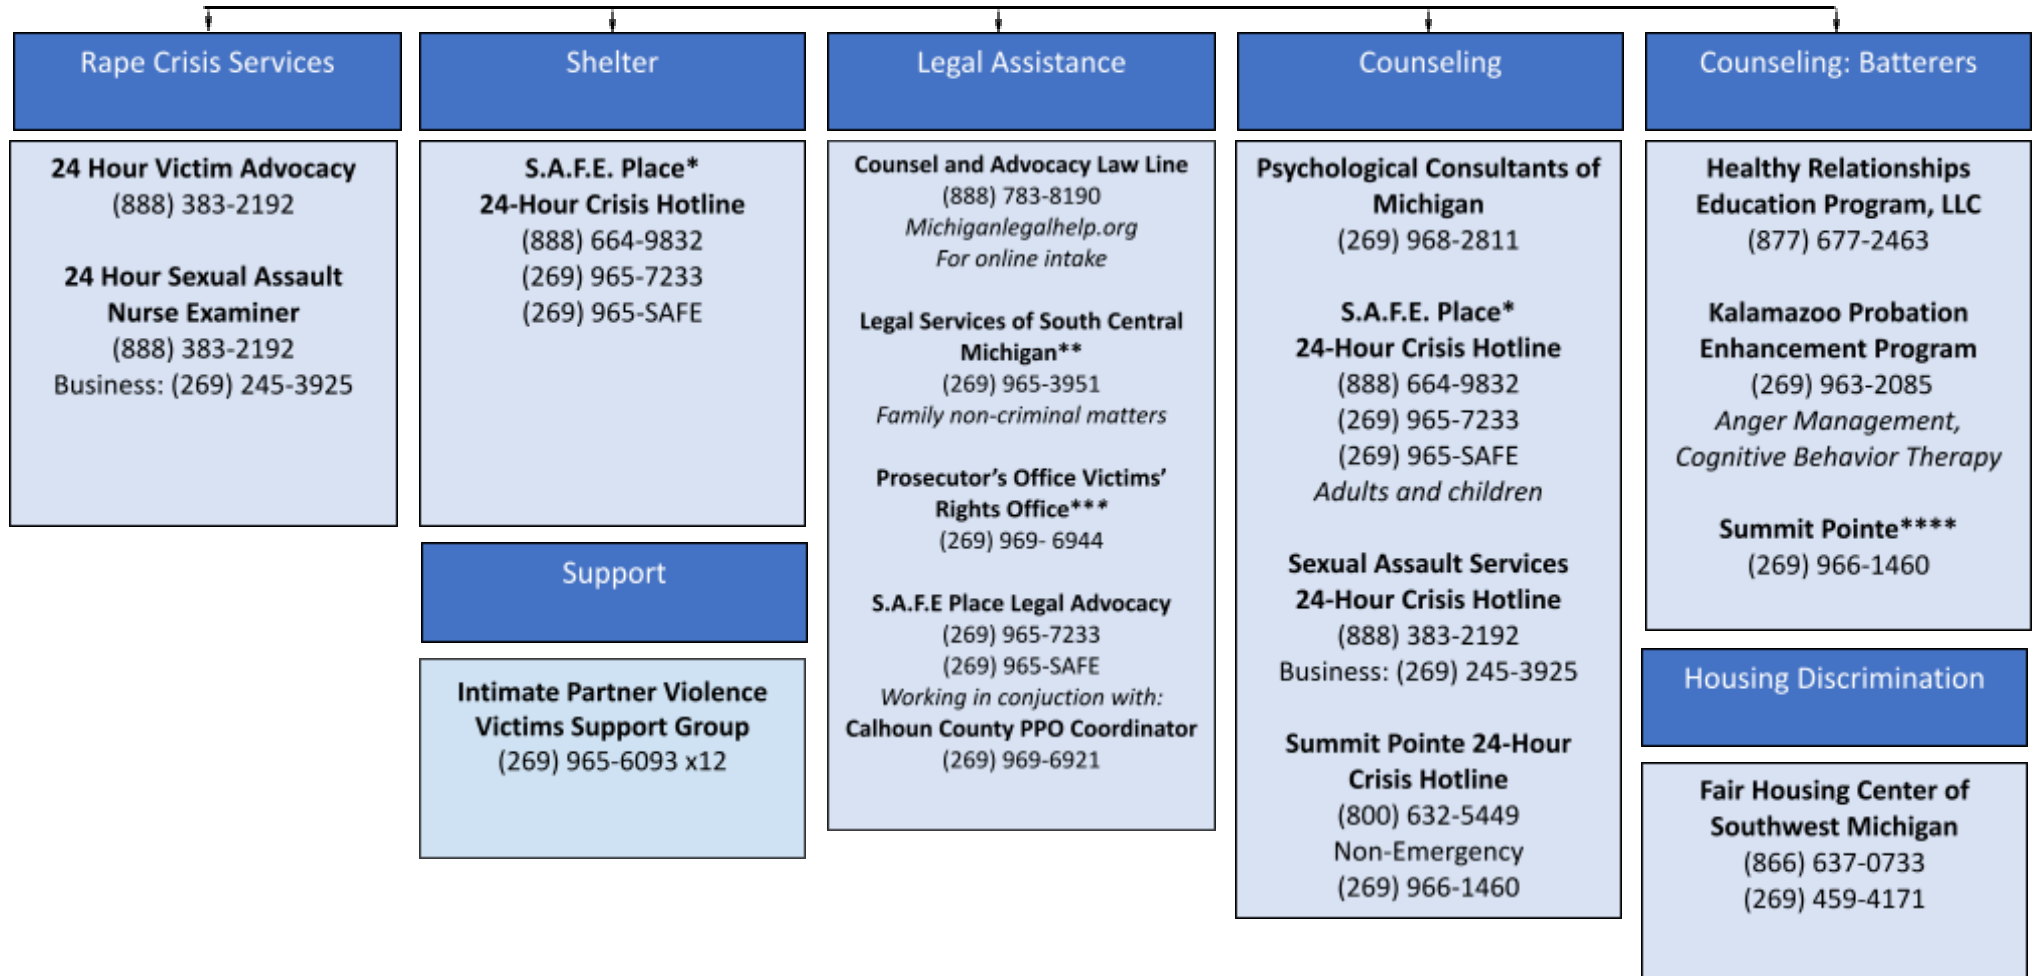 Rape Crisis Services
24 Hour Victim Advocacy
(888) 383-2192
24 Hour Sexual Assault
Nurse Examiner
(888) 383-2192
Business: (269) 245-3925
Shelter
S.A.F.E. Place*
24-Hour Crisis Hotline
(888) 664-9832
(269) 965-7233
(269) 965-SAFE
Support
Intimate Partner Violence
Victims Support Group
(269) 965-6093 x12
Legal Assistance
Counsel and Advocacy Law Line
(888) 783-8190
Michiganlegalhelp.org
For online intake
Legal Services of South Central
Michigan**
(269) 965-3951
Family non-criminal matters
Prosecutor’s Office Victims’
Rights Office***
(269) 969- 6944
S.A.F.E Place Legal Advocacy
(269) 965-7233
(269) 965-SAFE
Working in conjuction with:
Calhoun County PPO Coordinator
(269) 969-6921
Counseling
Psychological Consultants of
Michigan
(269) 968-2811
S.A.F.E. Place*
24-Hour Crisis Hotline
(888) 664-9832
(269) 965-7233
(269) 965-SAFE
Adults and children
Sexual Assault Services
24-Hour Crisis Hotline
(888) 383-2192
Business: (269) 245-3925
Summit Pointe 24-Hour
Crisis Hotline
(800) 632-5449
Non-Emergency
(269) 966-1460
Counseling: Batterers
Healthy Relationships
Education Program, LLC
(877) 677-2463
Kalamazoo Probation
Enhancement Program
(269) 963-2085
Anger Management,
Cognitive Behavior Therapy
Summit Pointe****
(269) 966-1460
Housing Discrimination
Fair Housing Center of
Southwest Michigan
(866) 637-0733
(269) 459-4171